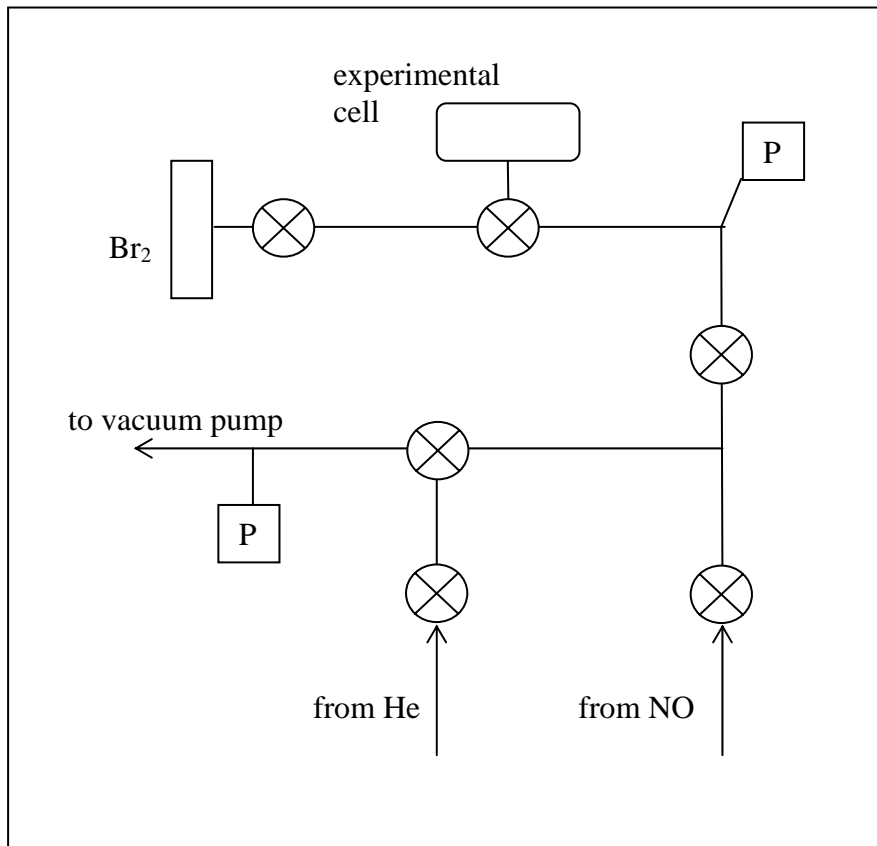 experimental
cell
P
Br₂
to vacuum pump
P
from He
from NO